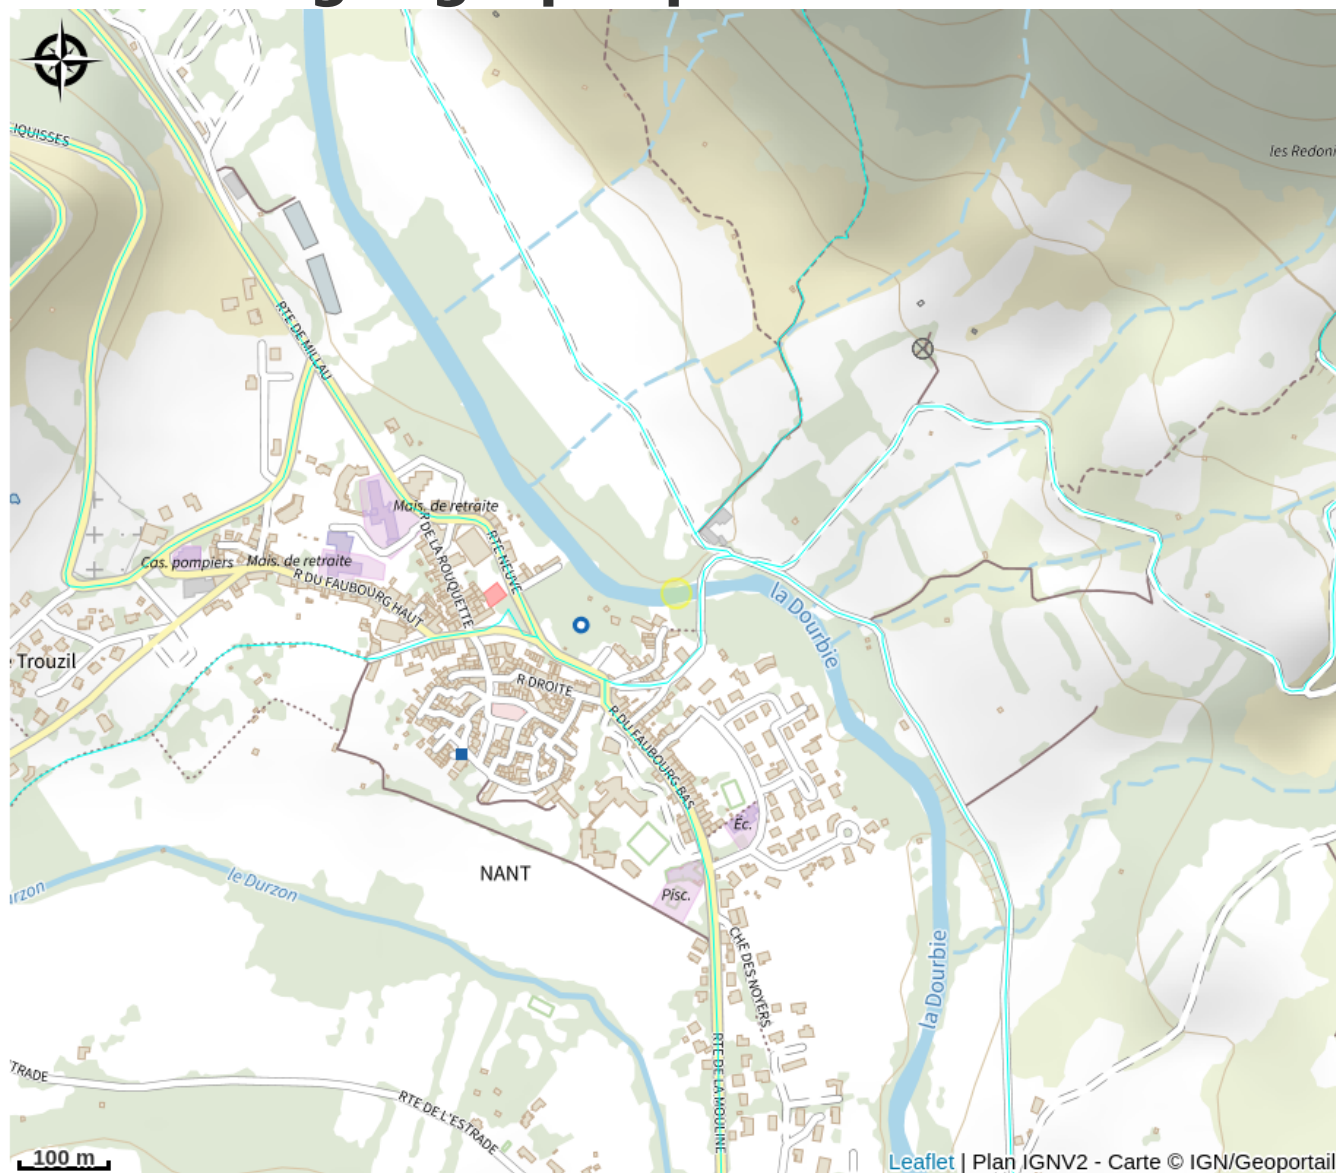 IQUISSES
les Redon
RTE DE MILLAU
Mais. de retraite
R DE LA ROUQUETTE
RTE NEUVE
Cas. pompiers
Mais. de retraite
R DU FAUBOURG HAUT
la Dourbie
Trouzil
R DROITE
R DU FAUBOURG BAS
Éc.
NANT
le Durzon
rzon
Pisc.
CHE DES NOYERS
la Dourbie
TRADE
RTE DE L'ESTRADE
RTE DE LA MOULINE
100 m
Leaflet | Plan IGNV2 - Carte © IGN/Geoportail